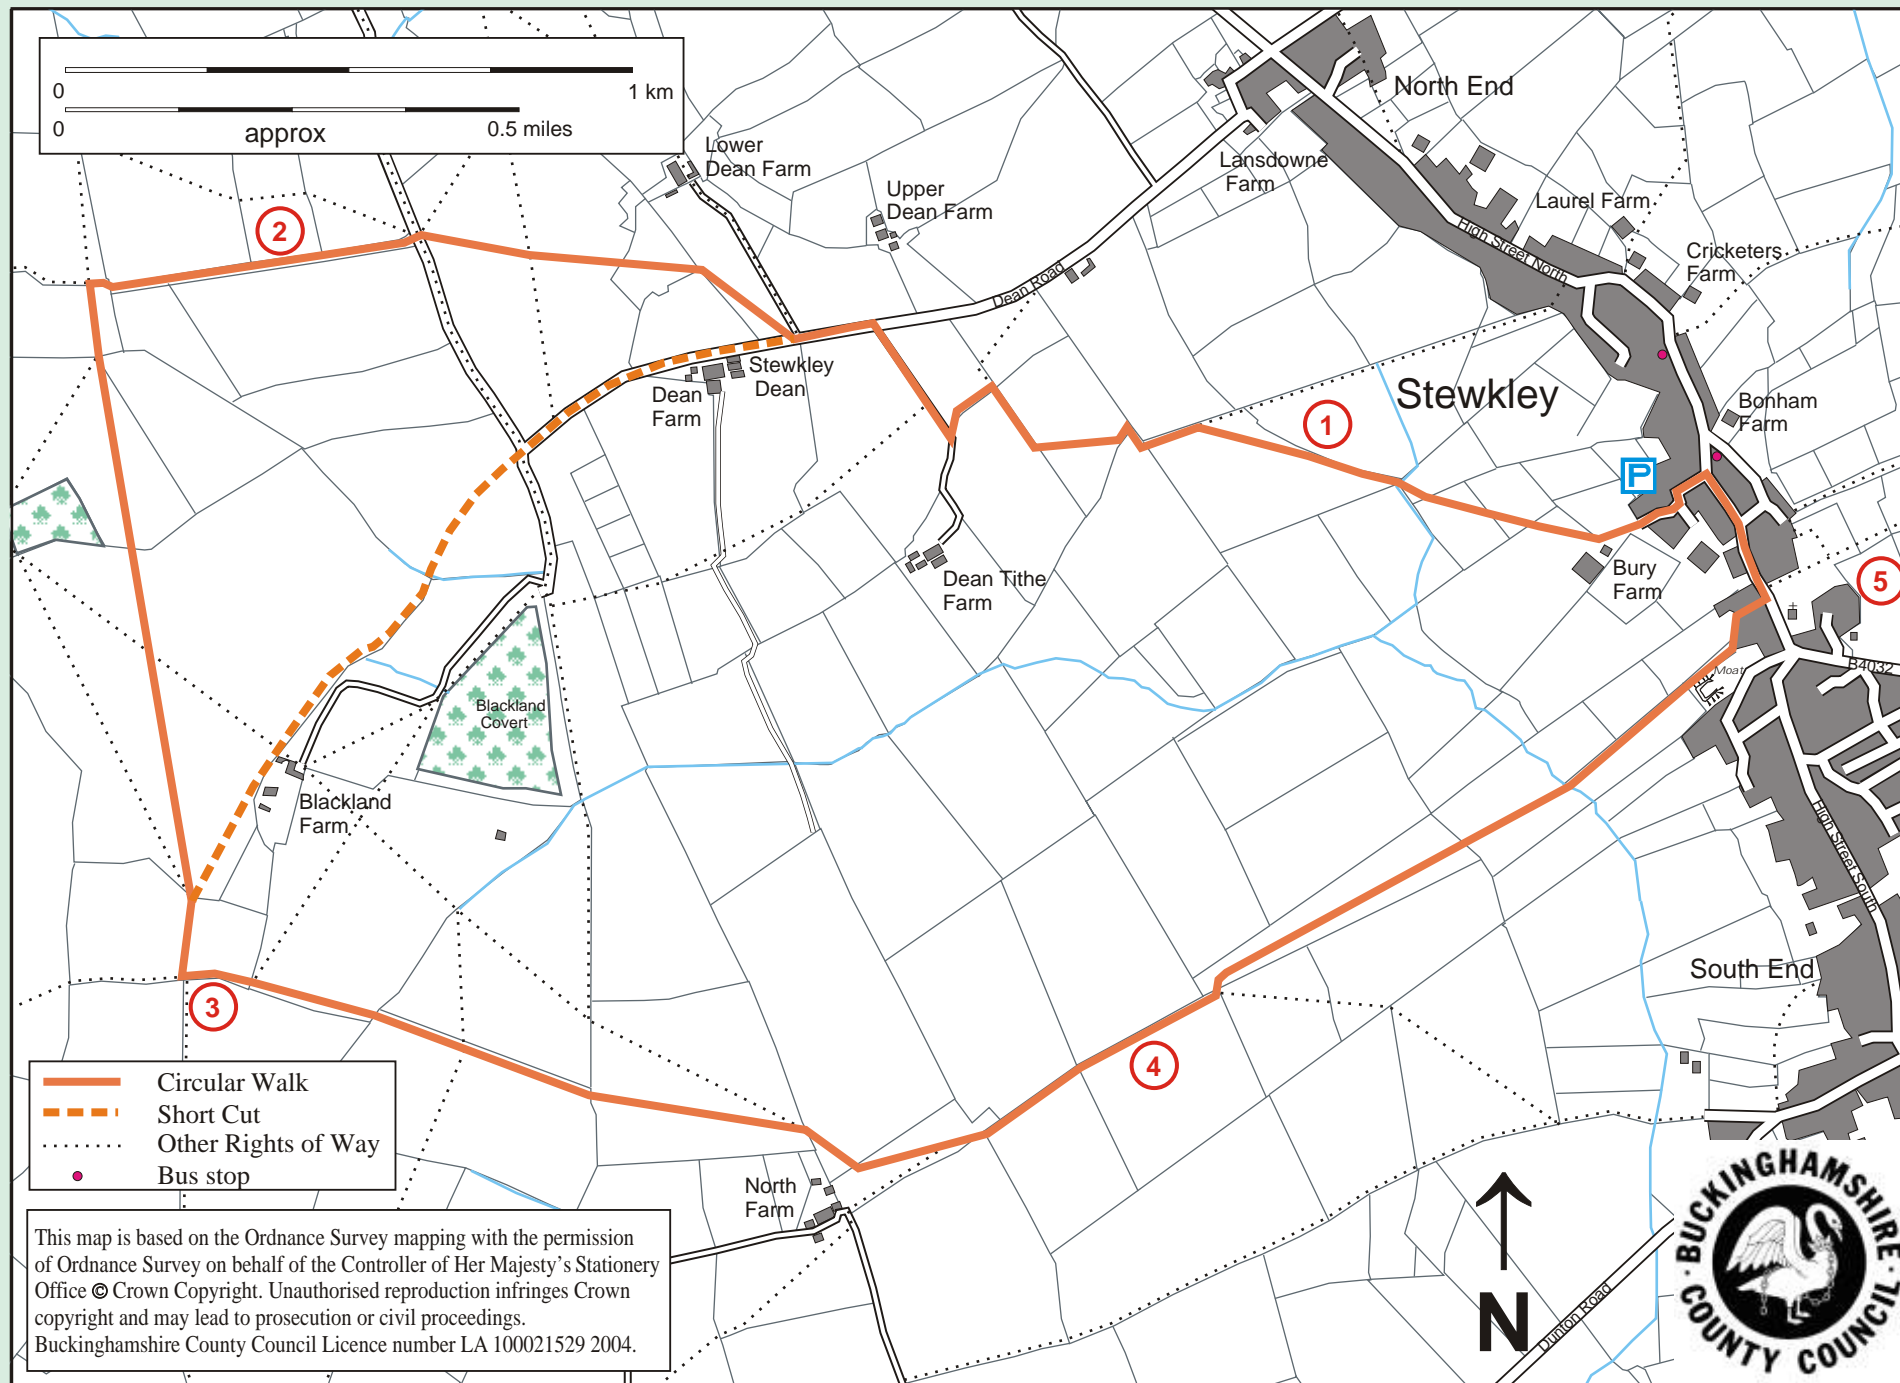 0
1 km
0
approx
0.5 miles
North End
Lower
Dean Farm
Upper
Dean Farm
Lansdowne
Farm
Laurel Farm
High Street North
Cricketers
Farm
2
Dean Road
Stewkley
Dean
Dean
Farm
Stewkley
1
Bonham
Farm
P
Dean Tithe
Farm
Bury
Farm
5
Moat
B4032
Blackland
Covert
Blackland
Farm
High Street South
South End
3
4
Circular Walk
Short Cut
Other Rights of Way
Bus stop
North
Farm
N
Dunton Road
BUCKINGHAMSHIRE
COUNTY COUNCIL
This map is based on the Ordnance Survey mapping with the permission
of Ordnance Survey on behalf of the Controller of Her Majesty's Stationery
Office © Crown Copyright. Unauthorised reproduction infringes Crown
copyright and may lead to prosecution or civil proceedings.
Buckinghamshire County Council Licence number LA 100021529 2004.